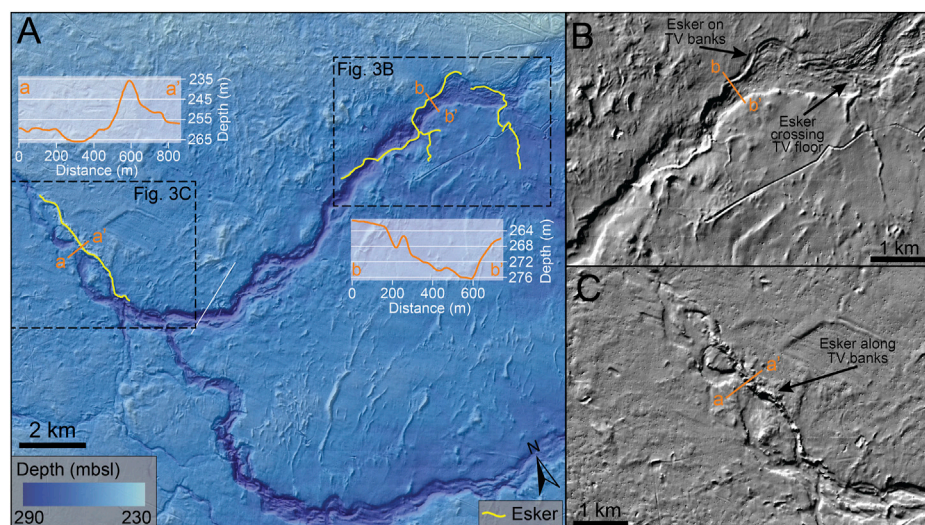 A
a
a'
235
245
255
265
Depth (m)
0
200
400
600
800
Distance (m)
Fig. 3B
b
b'
Fig. 3C
a'
a
264
268
272
276
Depth (m)
b
b'
0
200
400
600
Distance (m)
2 km
Depth (mbsl)
290
230
N
Esker
B
Esker on
TV banks
b
b'
Esker
crossing
TV floor
1 km
C
Esker along
TV banks
a'
a
1 km